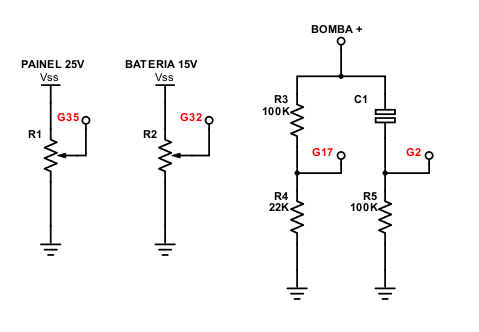 BOMBA +
PAINEL 25V
Vss
BATERIA 15V
Vss
R3
100K
C1
G35
G32
R1
R2
G17
G2
R4
22K
R5
100K